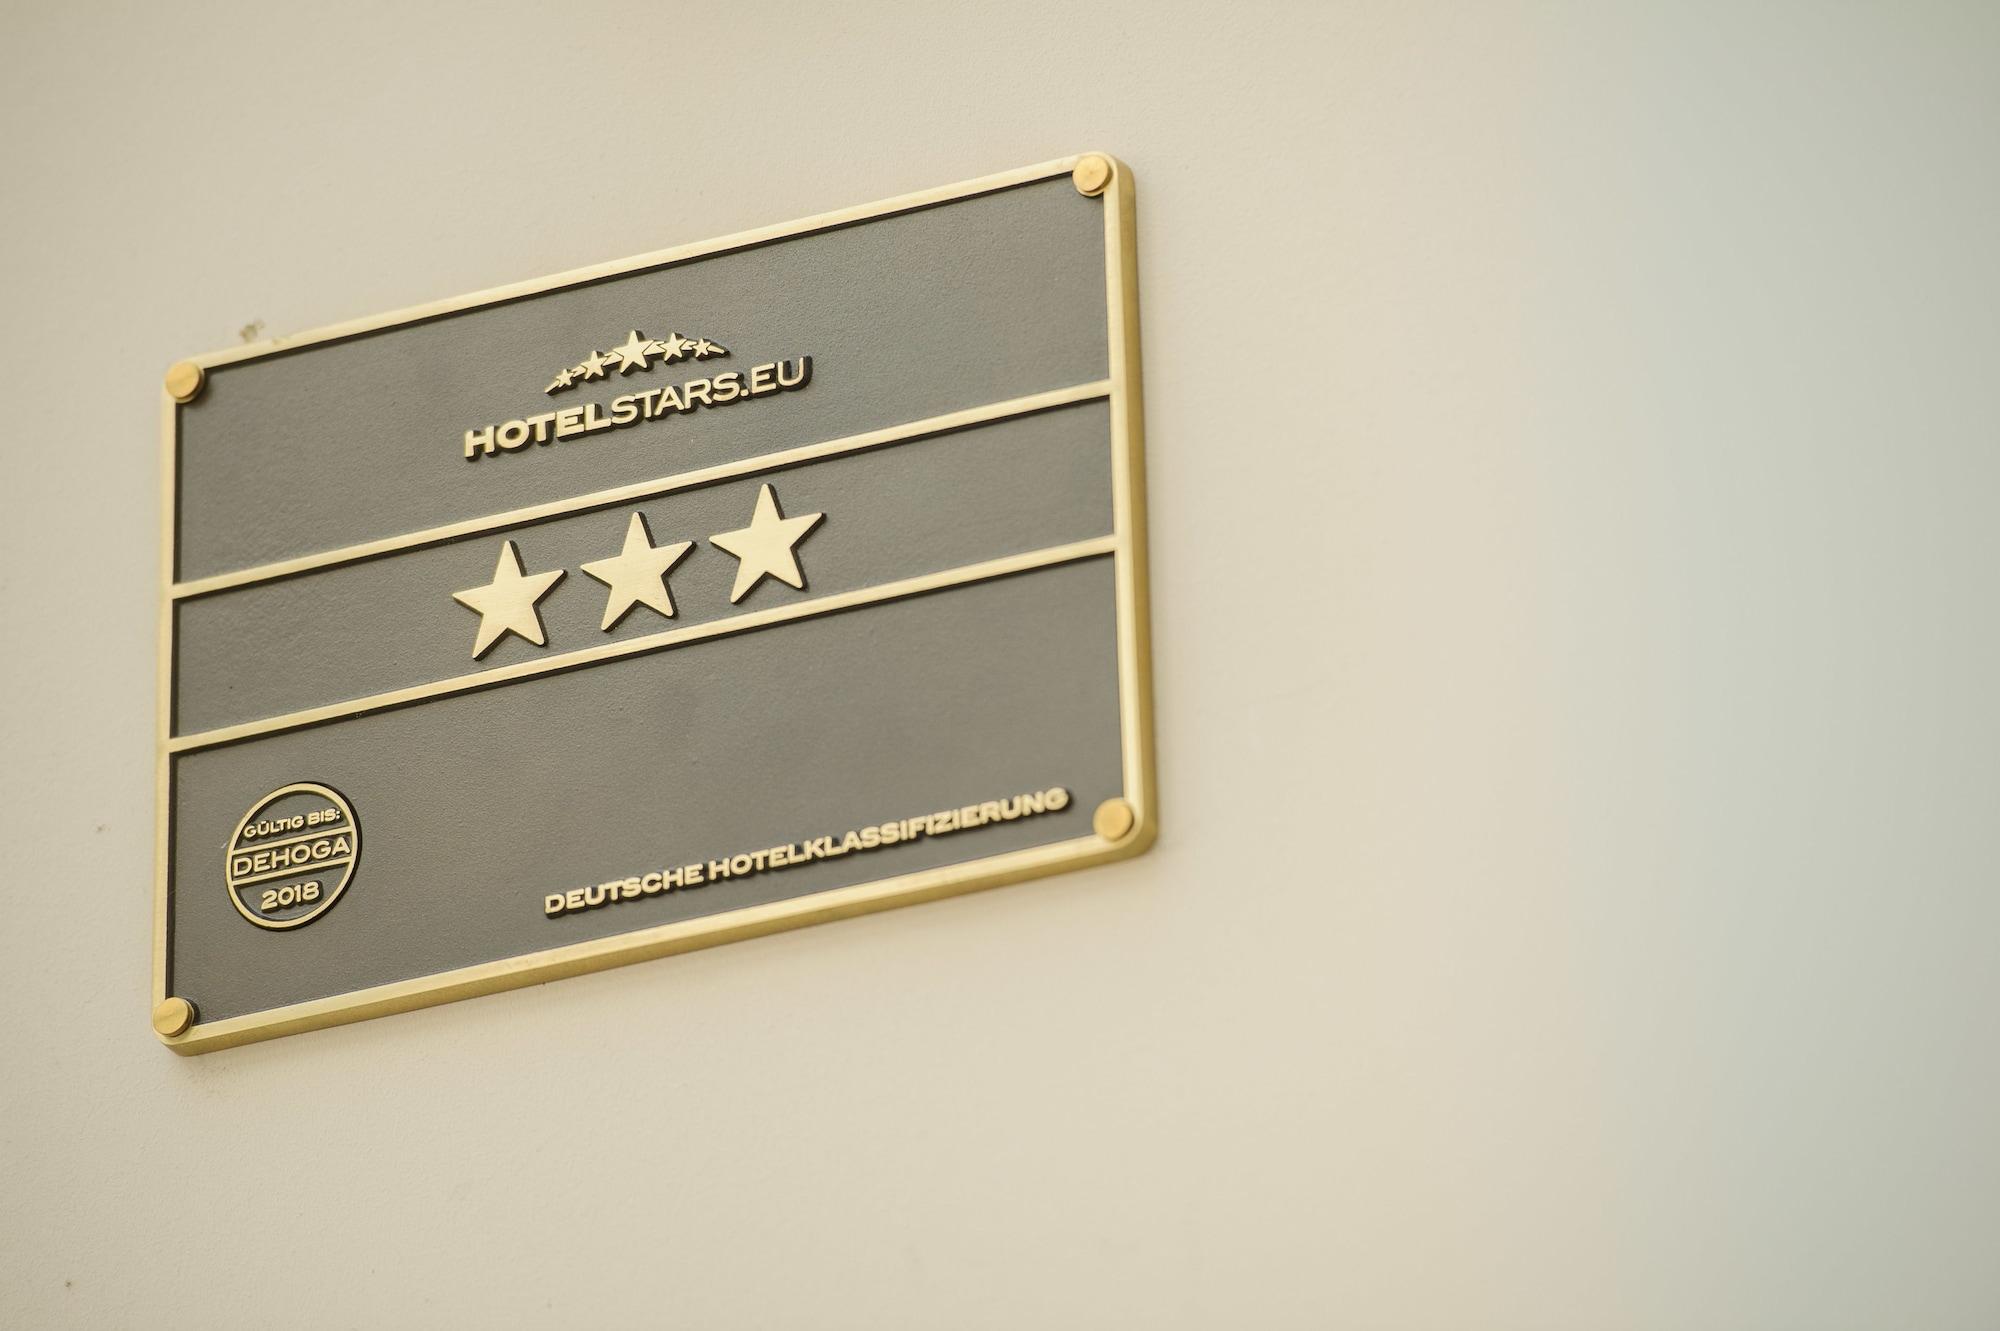 HOTELSTARS.EU
GÜLTIG BIS:
DEHOGA
2018
DEUTSCHE HOTELKLASSIFIZIERUNG